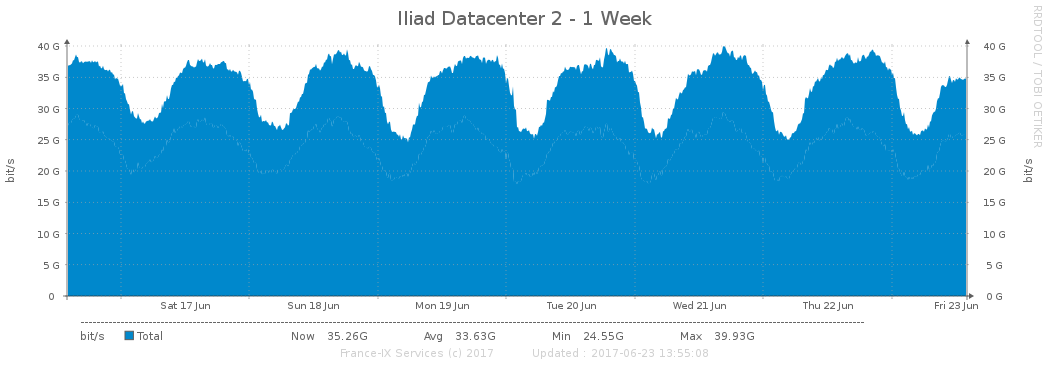 Iliad Datacenter 2 - 1 Week
RRDTOOL / TOBI OETIKER
40 G 40 G
35 G 35 G
30 G 30 G
25 G 25 G
20 G 20 G
15 G 15 G
10 G 10 G
5 G 5 G
0 0 G
bit/s bit/s
Sat 17 Jun Sun 18 Jun Mon 19 Jun Tue 20 Jun Wed 21 Jun Thu 22 Jun Fri 23 Jun
bit/s Total Now 35.26G Avg 33.63G Min 24.55G Max 39.93G
France-IX Services (c) 2017 Updated : 2017-06-23 13:55:08